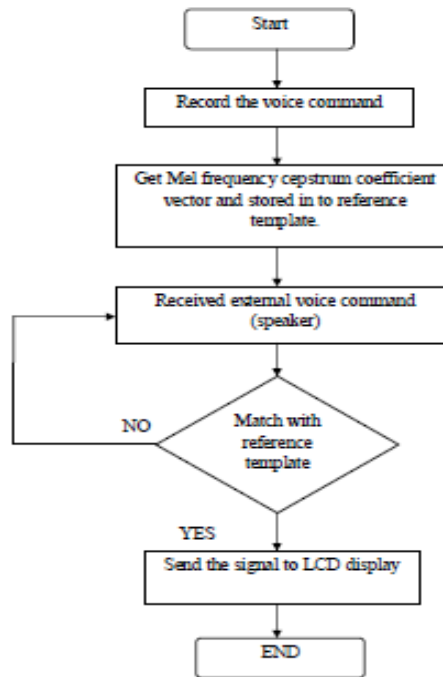 Start
Record the voice command
Get Mel frequency cepstrum coefficient
vector and stored in to reference
template.
Received external voice command
(speaker)
Match with
reference
template
NO
YES
Send the signal to LCD display
END